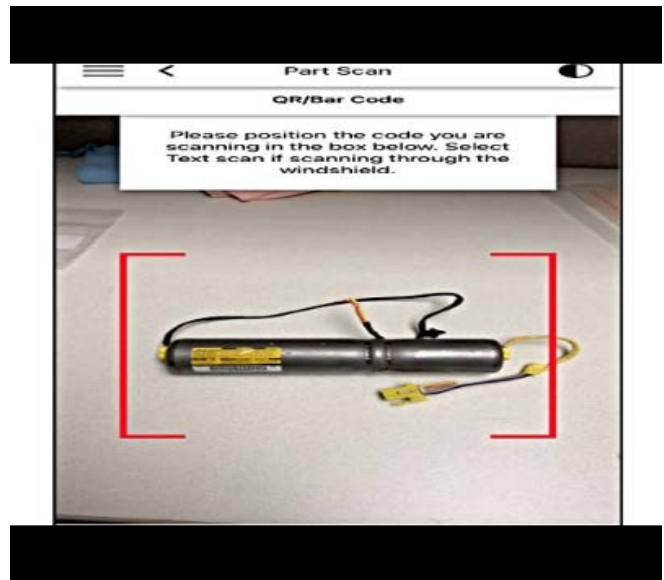 Part Scan
QR/Bar Code
Please position the code you are
scanning in the box below. Select
Text scan if scanning through the
windshield.